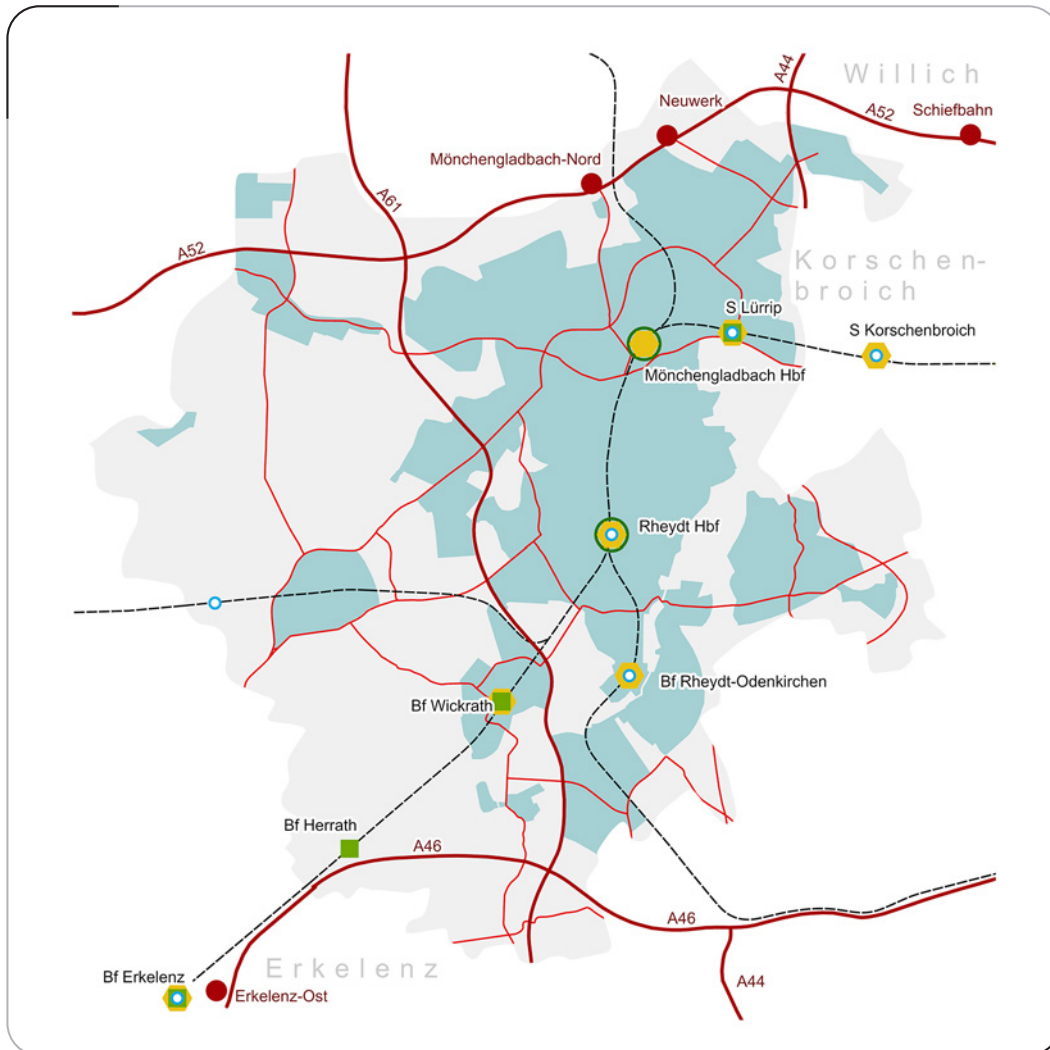 A44
Willich
Neuwerk
A52
Schiefbahn
Mönchengladbach-Nord
A61
A52
Korschen-
broich
S Lürrip
S Korschenbroich
Mönchengladbach Hbf
Rheydt Hbf
Bf Rheydt-Odenkirchen
Bf Wickrath
Bf Herrath
A46
A46
Erkelenz
Bf Erkelenz
A44
Erkelenz-Ost